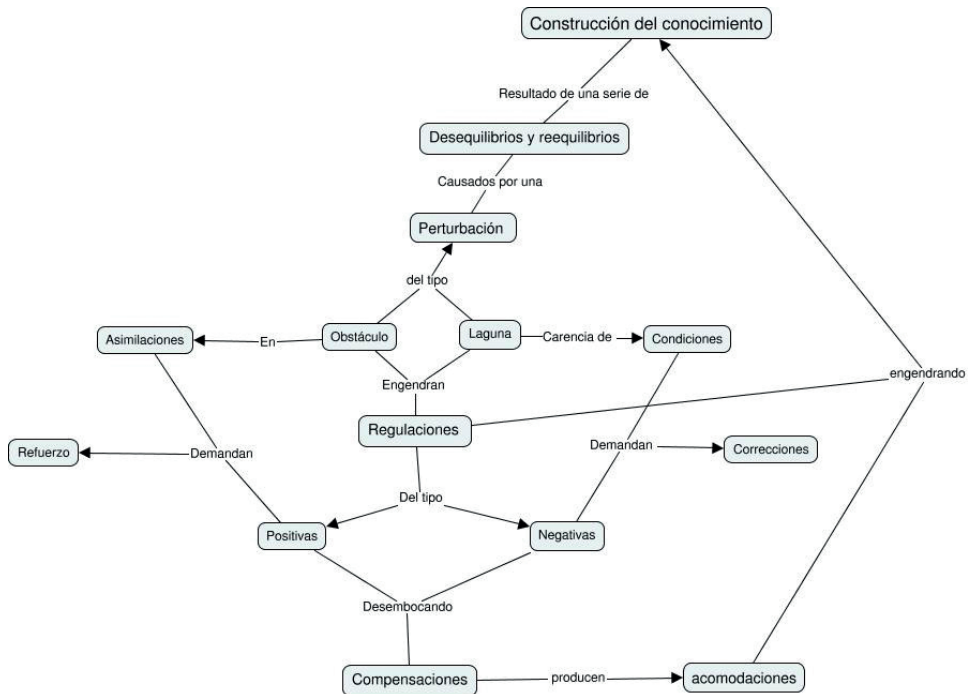 Construcción del conocimiento
Resultado de una serie de
Desequilibrios y reequilibrios
Causados por una
Perturbación
del tipo
Asimilaciones
En
Obstáculo
Laguna
Carencia de
Condiciones
Engendran
engendrando
Regulaciones
Refuerzo
Demandan
Demandan
Correcciones
Del tipo
Positivas
Negativas
Desembocando
Compensaciones
producen
acomodaciones